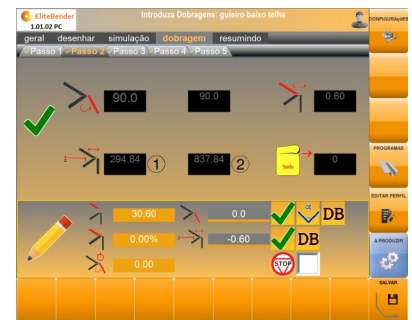 EliteBender
1.01.02 PC
Introduza Dobragens: guieiro baixo telha
CONFIGURAÇÕES
geral desenhar simulação dobragem resumindo
Passo 1 Passo 2 Passo 3 Passo 4 Passo 5
90.0 90.0 0.60
294.84 1 837.84 2 0
PROGRAMAS
EDITAR PERFIL
30.60 0.0 α DB
0.00% -0.60 DB
A PRODUZIR
0.00 STOP
SALVAR